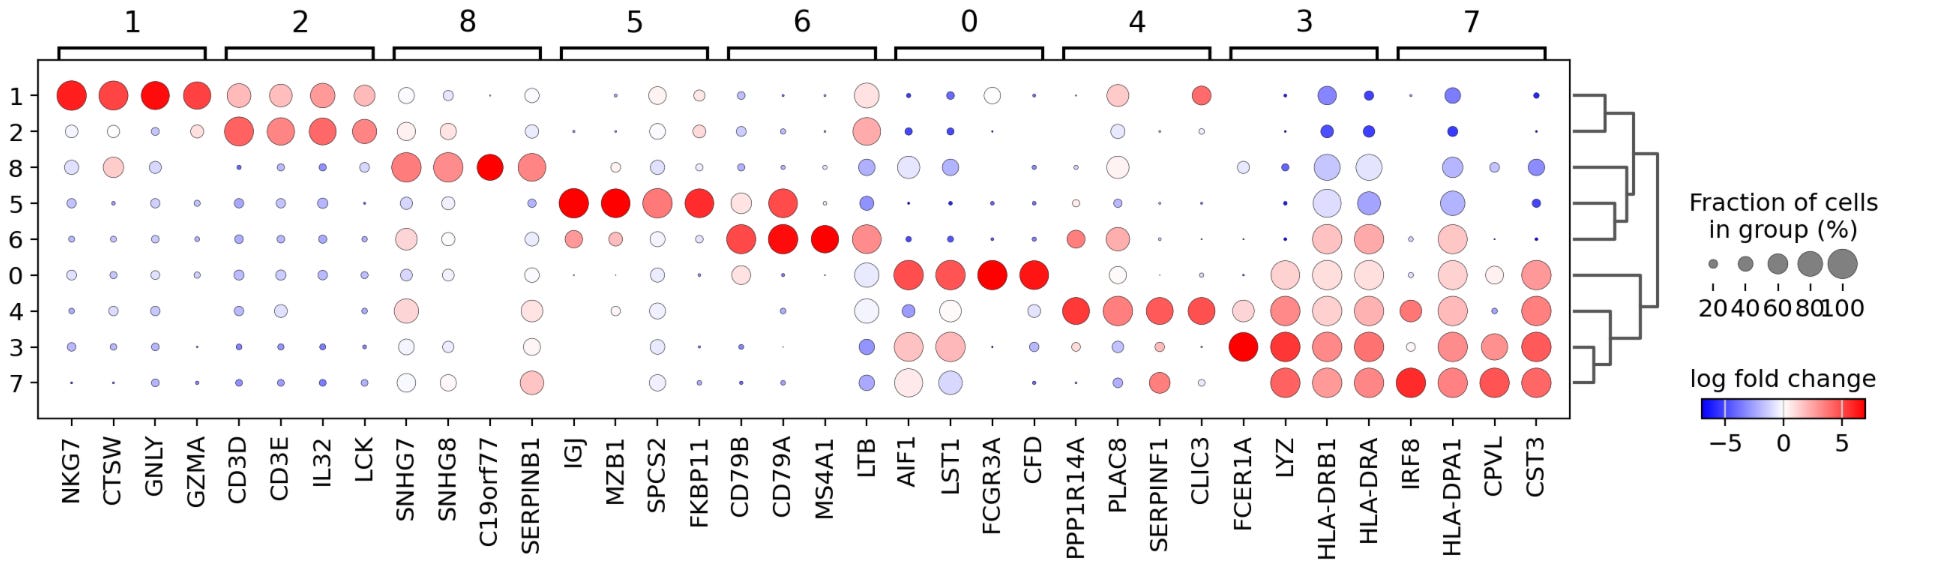 1 2 8 5 6 0 4 3 7
1
2
8
5
6
0
4
3
7
NKG7 CTSW GNLY GZMA CD3D CD3E IL32 LCK SNHG7 SNHG8 C19orf77 SERPINB1 IGJ MZB1 SPCS2 FKBP11 CD79B CD79A MS4A1 LTB AIF1 LST1 FCGR3A CFD PPP1R14A PLAC8 SERPINF1 CLIC3 FCER1A LYZ HLA-DRB1 HLA-DRA IRF8 HLA-DPA1 CPVL CST3
Fraction of cells
in group (%)
20 40 60 80 100
log fold change
−5 0 5